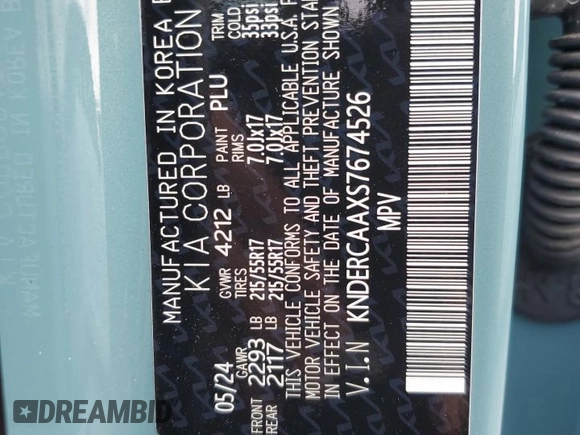 MANUFACTURED IN KOREA
KIA CORPORATION
05/24 GVWR 4212 LB PAINT PLU TRIM
GAWR TIRES RIMS COLD
FRONT 2293 LB 215/55R17 7.0Jx17 35psi
2117 LB 215/55R17 7.0Jx17 33psi
THIS VEHICLE CONFORMS TO ALL APPLICABLE U.S.A.
MOTOR VEHICLE SAFETY AND THEFT PREVENTION
IN EFFECT ON THE DATE OF MANUFACTURE SHOWN
V.I.N KNDERCAAXS7674526
MPV
DREAMBID